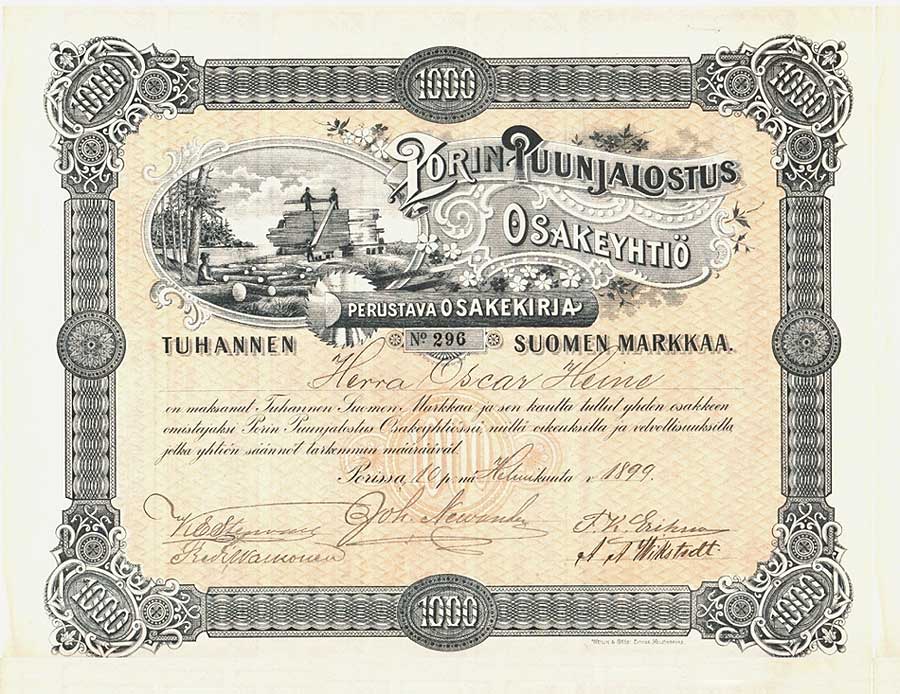 1000 1000 1000
PORIN PUUNJALOSTUS
OSAKEYHTIÖ
PERUSTAVA OSAKEKIRJA
TUHANNEN No 296 SUOMEN MARKKAA.
Herra Oscar Heine
on maksanut Tuhannen Suomen Markkaa ja sen kautta tullut yhden osakkeen
omistajaksi Porin Puunjalostus Osakeyhtiössä, niillä oikeuksilla ja velvollisuuksilla
jotka yhtiön säännöt tarkemmin määräävät.
Porissa, 10 p:nä Helmikuuta v 1899.
1000
Joh.
A A Wikstedt
1000 1000 1000